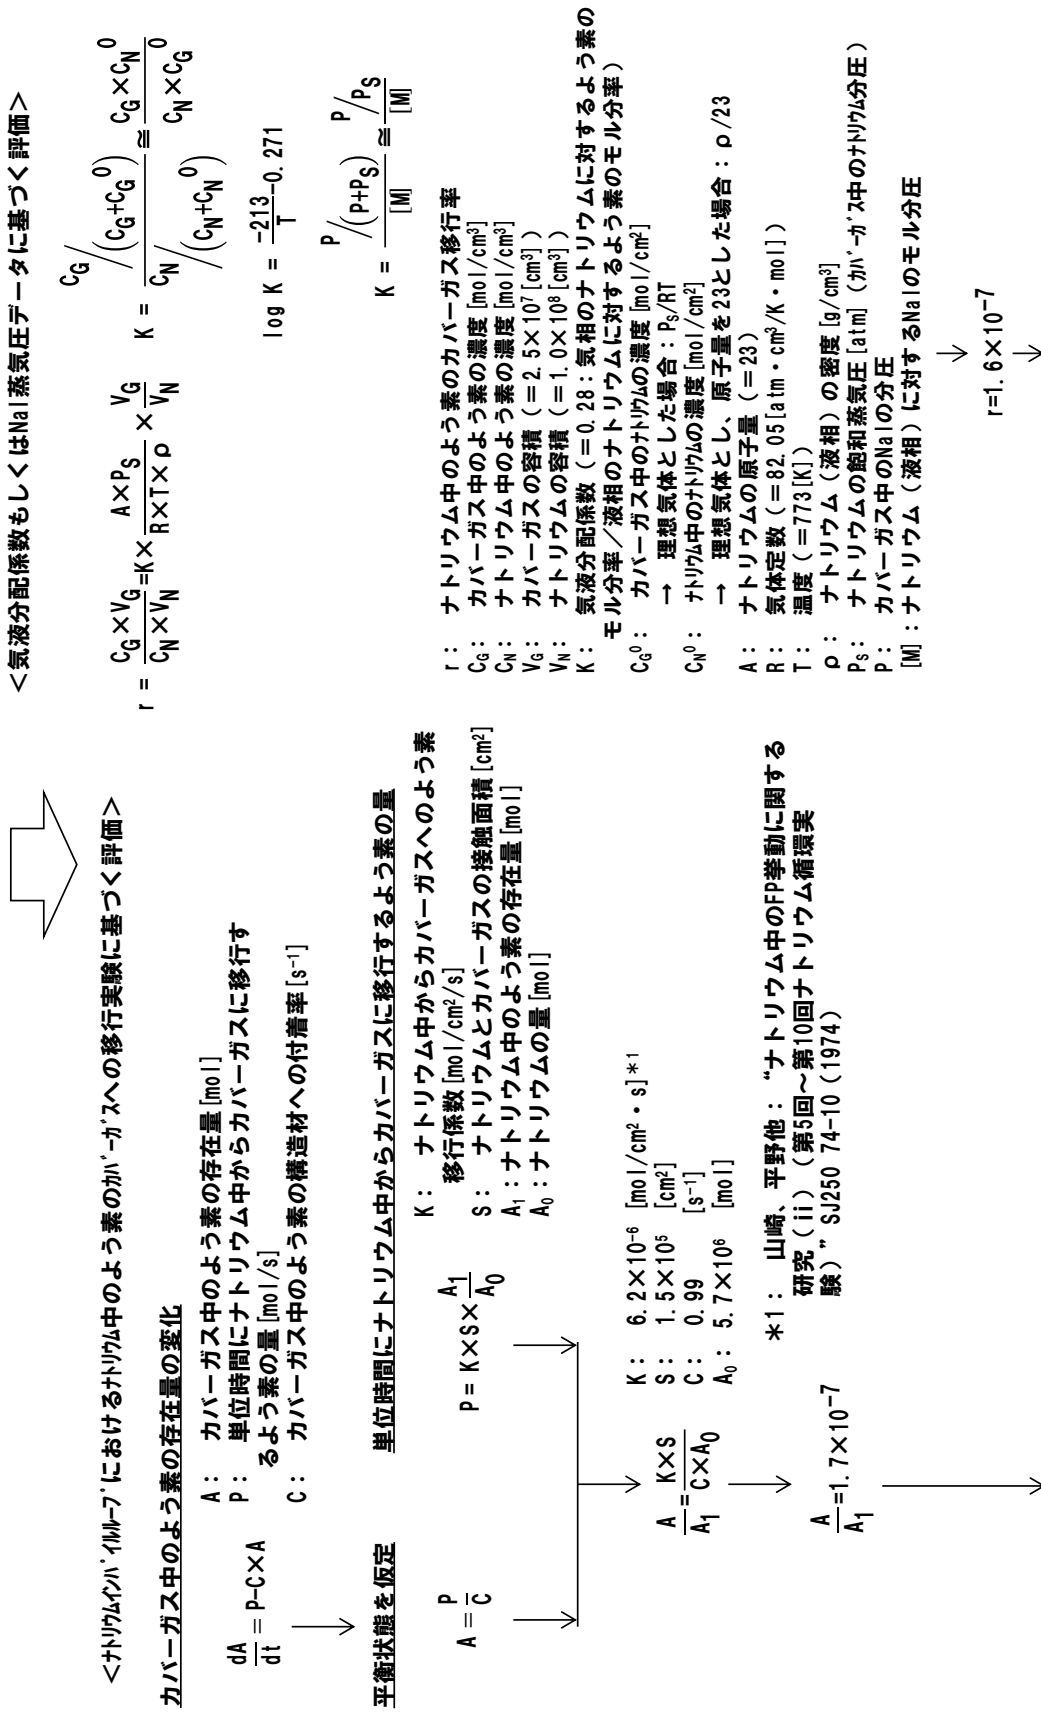 ＜ナトリウムインパイルループにおけるナトリウム中のよう素のカバーガスへの移行実験に基づく評価＞
カバーガス中のよう素の存在量の変化
dA/dt = P-C×A
A： カバーガス中のよう素の存在量[mol]
P： 単位時間にナトリウム中からカバーガスに移行す
るよう素の量[mol/s]
C： カバーガス中のよう素の構造材への付着率[s⁻¹]
平衡状態を仮定
A = P/C
単位時間にナトリウム中からカバーガスに移行するよう素の量
P = K×S× A₁/A₀
K： ナトリウム中からカバーガスへのよう素
移行係数[mol/cm²/s]
S： ナトリウムとカバーガスの接触面積[cm²]
A₁：ナトリウム中のよう素の存在量[mol]
A₀：ナトリウムの量[mol]
A/A₁ = K×S/C×A₀
K： 6.2×10⁻⁶ [mol/cm²・s]＊¹
S： 1.5×10⁵ [cm²]
C： 0.99 [s⁻¹]
A₀： 5.7×10⁶ [mol]
A/A₁ =1.7×10⁻⁷
＊1： 山崎、平野他：“ナトリウム中のFP挙動に関する
研究（ⅱ）（第5回～第10回ナトリウム循環実
験）”SJ250 74-10（1974）
＜気液分配係数もしくはNaI蒸気圧データに基づく評価＞
r = C_G×V_G/C_N×V_N =K× A×P_S/R×T×ρ × V_G/V_N
K = C_G/(C_G+C_G⁰) / C_N/(C_N+C_N⁰) ≅ C_G×C_N⁰/C_N×C_G⁰
log K = -213/T -0.271
K = P/(P+P_S) / [M] ≅ P/P_S / [M]
r： ナトリウム中のよう素のカバーガス移行率
C_G： カバーガス中のよう素の濃度[mol/cm³]
C_N： ナトリウム中のよう素の濃度[mol/cm³]
V_G： カバーガスの容積（＝2.5×10⁷[cm³]）
V_N： ナトリウムの容積（＝1.0×10⁸[cm³]）
K： 気液分配係数（＝0.28：気相のナトリウムに対するよう素の
モル分率／液相のナトリウムに対するよう素のモル分率）
C_G⁰： カバーガス中のナトリウムの濃度[mol/cm²]
→ 理想気体とした場合：P_S/RT
C_N⁰： ナトリウム中のナトリウムの濃度[mol/cm²]
→ 理想気体とし、原子量を23とした場合：ρ/23
A： ナトリウムの原子量（＝23）
R： 気体定数（＝82.05[atm・cm³/K・mol]）
T： 温度（＝773[K]）
ρ： ナトリウム（液相）の密度[g/cm³]
P_S： ナトリウムの飽和蒸気圧[atm]（カバーガス中のナトリウム分圧）
P： カバーガス中のNaIの分圧
[M]：ナトリウム（液相）に対するNaIのモル分圧
r=1.6×10⁻⁷